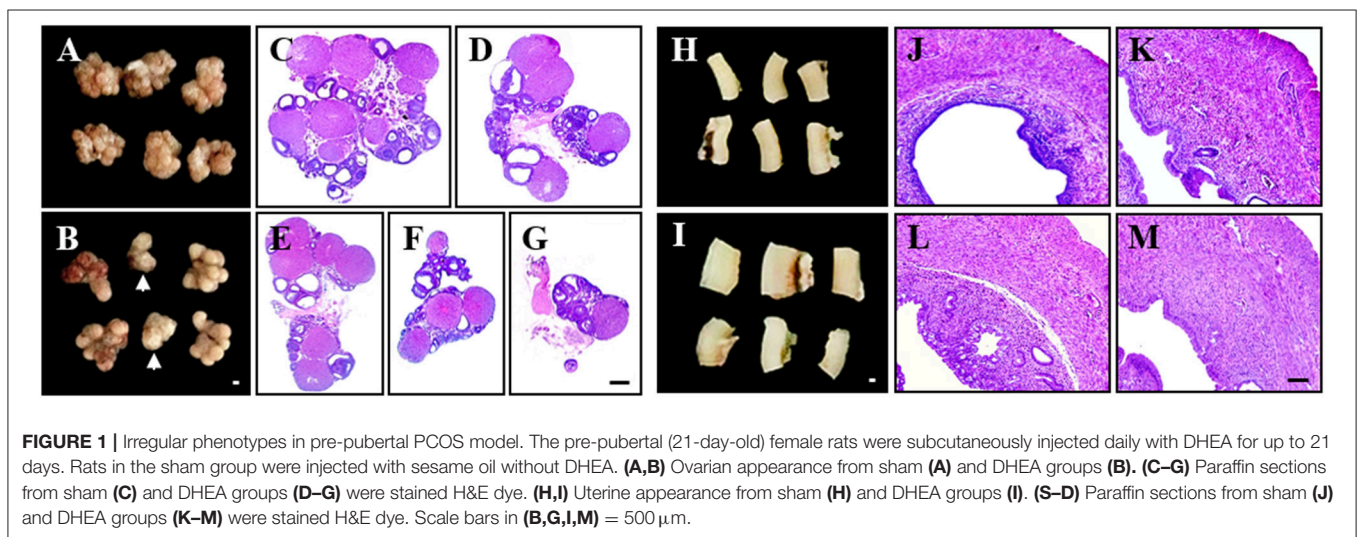 A
C
D
H
J
K
B
E
F
G
I
L
M
FIGURE 1 | Irregular phenotypes in pre-pubertal PCOS model. The pre-pubertal (21-day-old) female rats were subcutaneously injected daily with DHEA for up to 21
days. Rats in the sham group were injected with sesame oil without DHEA. (A,B) Ovarian appearance from sham (A) and DHEA groups (B). (C–G) Paraffin sections
from sham (C) and DHEA groups (D–G) were stained H&E dye. (H,I) Uterine appearance from sham (H) and DHEA groups (I). (S–D) Paraffin sections from sham (J)
and DHEA groups (K–M) were stained H&E dye. Scale bars in (B,G,I,M) = 500 μm.